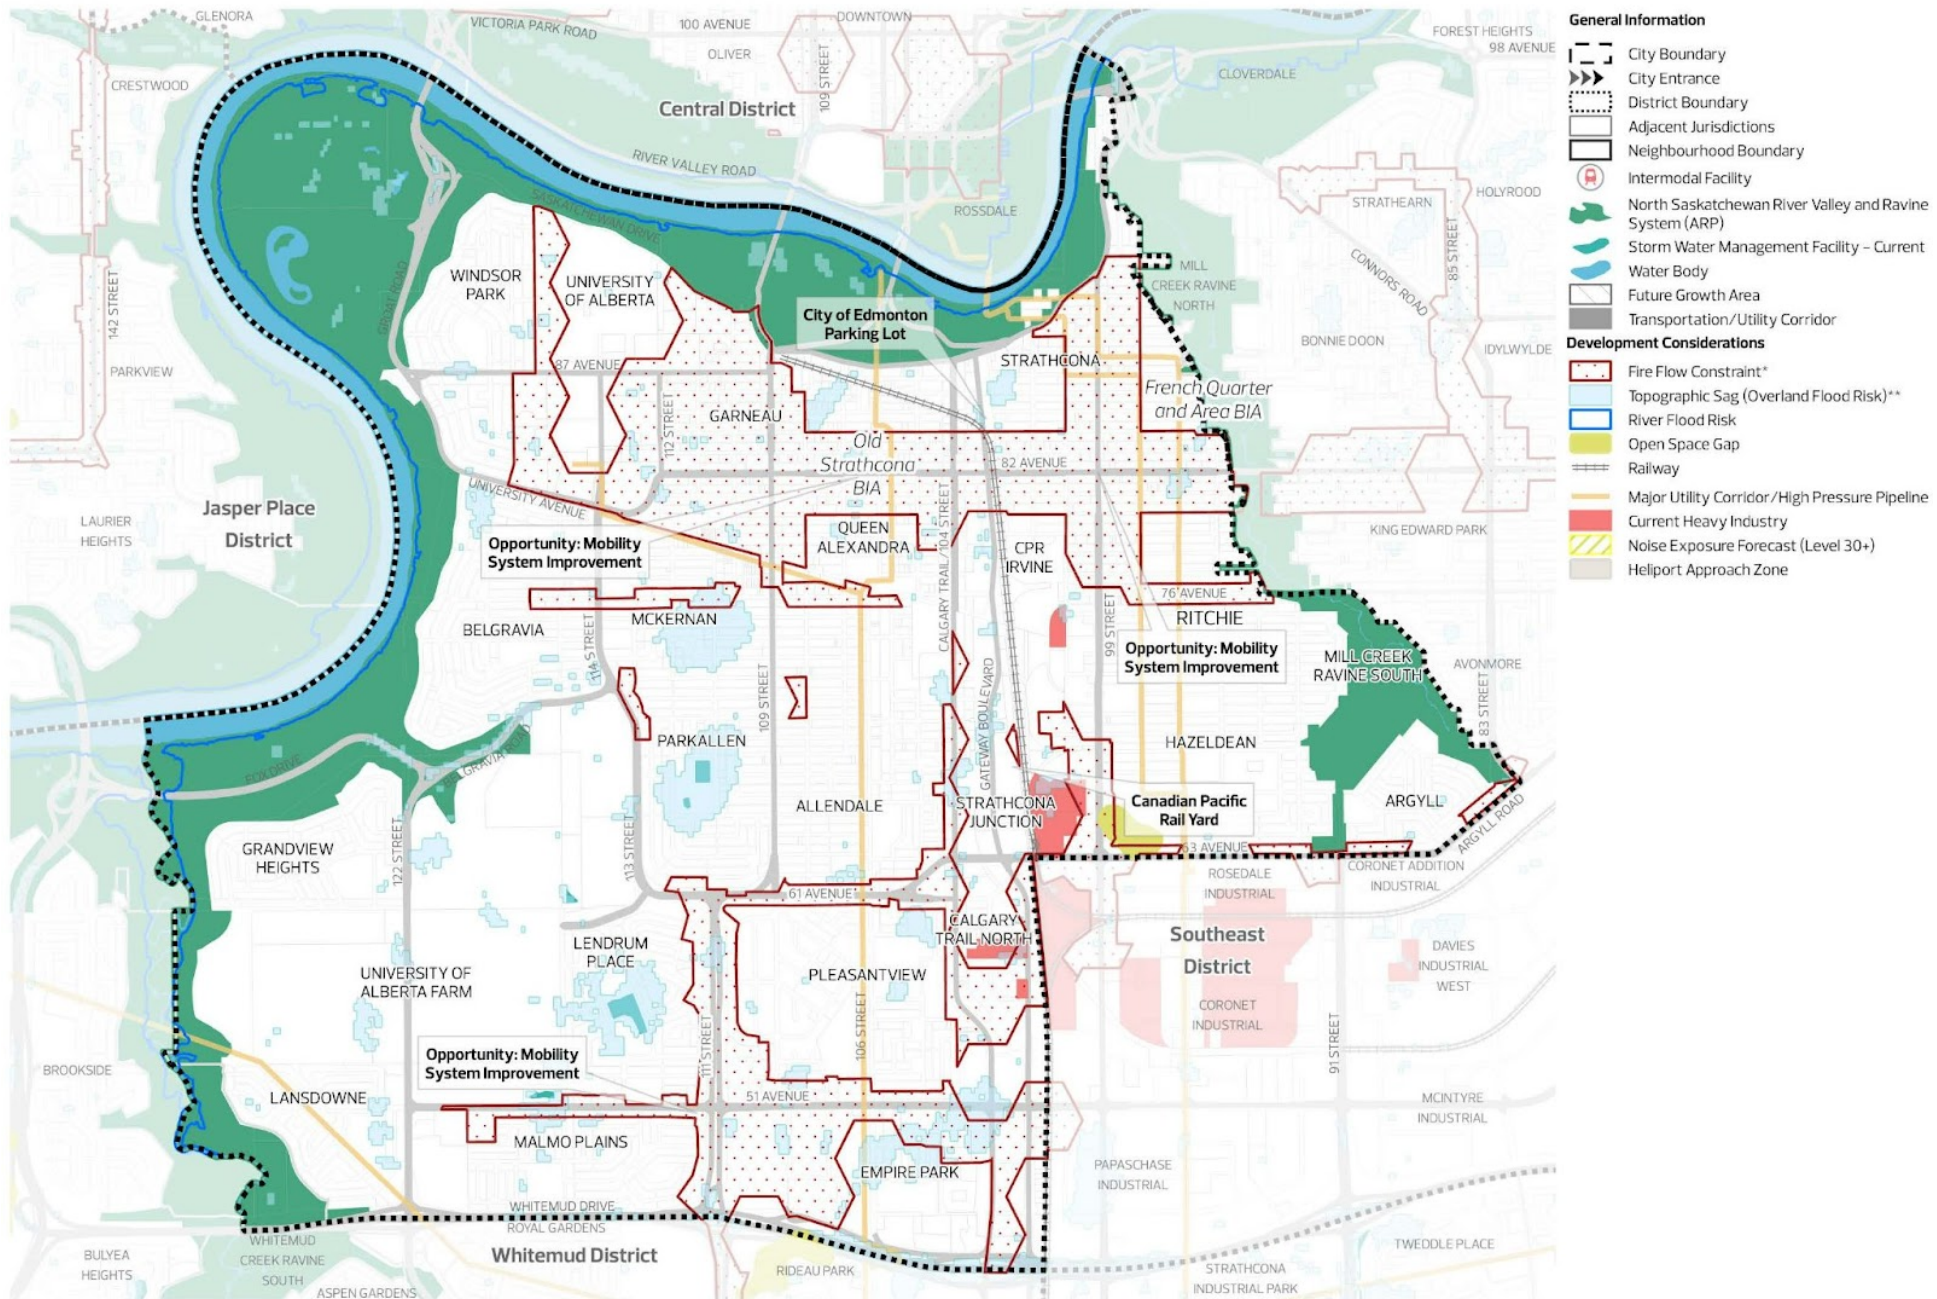 GLENORA
VICTORIA PARK ROAD
100 AVENUE
DOWNTOWN
OLIVER
109 STREET
FOREST HEIGHTS
98 AVENUE
CRESTWOOD
CLOVERDALE
Central District
RIVER VALLEY ROAD
HOLYROOD
STRATHEARN
85 STREET
SASKATCHEWAN DRIVE
ROSSDALE
CONNORS ROAD
142 STREET
GROAT ROAD
WINDSOR
PARK
UNIVERSITY
OF ALBERTA
MILL
CREEK RAVINE
NORTH
City of Edmonton
Parking Lot
BONNIE DOON
IDYLWYLDE
PARKVIEW
87 AVENUE
STRATHCONA
French Quarter
and Area BIA
112 STREET
GARNEAU
Old
Strathcona
BIA
82 AVENUE
UNIVERSITY AVENUE
Jasper Place
District
LAURIER
HEIGHTS
KING EDWARD PARK
CALGARY TRAIL/104 STREET
QUEEN
ALEXANDRA
CPR
IRVINE
Opportunity: Mobility
System Improvement
76 AVENUE
RITCHIE
99 STREET
MCKERNAN
BELGRAVIA
114 STREET
Opportunity: Mobility
System Improvement
MILL CREEK
RAVINE SOUTH
AVONMORE
83 STREET
109 STREET
GATEWAY BOULEVARD
PARKALLEN
HAZELDEAN
FOX DRIVE
BELGRAVIA ROAD
ALLENDALE
STRATHCONA
JUNCTION
Canadian Pacific
Rail Yard
ARGYLL
ARGYLL ROAD
GRANDVIEW
HEIGHTS
122 STREET
113 STREET
63 AVENUE
CORONET ADDITION
INDUSTRIAL
ROSEDALE
INDUSTRIAL
61 AVENUE
CALGARY
TRAIL NORTH
LENDRUM
PLACE
Southeast
District
DAVIES
INDUSTRIAL
WEST
UNIVERSITY OF
ALBERTA FARM
PLEASANTVIEW
CORONET
INDUSTRIAL
106 STREET
111 STREET
91 STREET
Opportunity: Mobility
System Improvement
BROOKSIDE
LANSDOWNE
51 AVENUE
MCINTYRE
INDUSTRIAL
MALMO PLAINS
EMPIRE PARK
PAPASCHASE
INDUSTRIAL
WHITEMUD DRIVE
ROYAL GARDENS
WHITEMUD
CREEK RAVINE
SOUTH
BULYEA
HEIGHTS
Whitemud District
RIDEAU PARK
TWEDDLE PLACE
STRATHCONA
INDUSTRIAL PARK
ASPEN GARDENS
General Information
City Boundary
City Entrance
District Boundary
Adjacent Jurisdictions
Neighbourhood Boundary
Intermodal Facility
North Saskatchewan River Valley and Ravine
System (ARP)
Storm Water Management Facility – Current
Water Body
Future Growth Area
Transportation/Utility Corridor
Development Considerations
Fire Flow Constraint*
Topographic Sag (Overland Flood Risk)**
River Flood Risk
Open Space Gap
Railway
Major Utility Corridor/High Pressure Pipeline
Current Heavy Industry
Noise Exposure Forecast (Level 30+)
Heliport Approach Zone